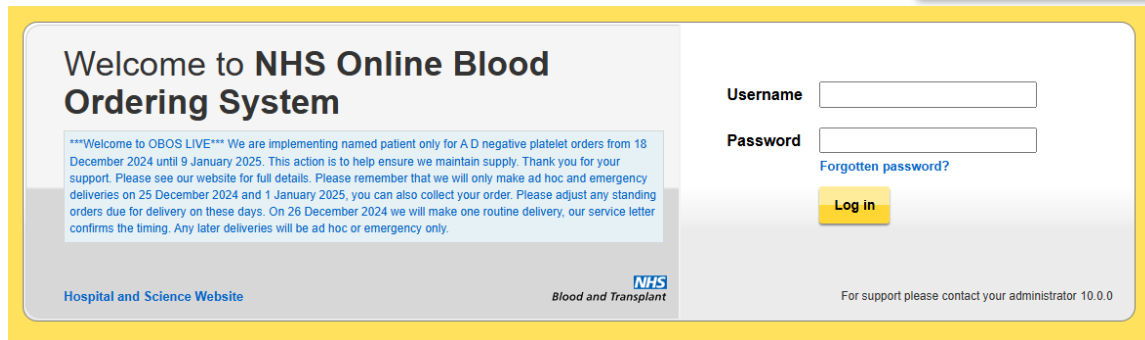 Welcome to NHS Online Blood
Ordering System
***Welcome to OBOS LIVE*** We are implementing named patient only for A D negative platelet orders from 18
December 2024 until 9 January 2025. This action is to help ensure we maintain supply. Thank you for your
support. Please see our website for full details. Please remember that we will only make ad hoc and emergency
deliveries on 25 December 2024 and 1 January 2025, you can also collect your order. Please adjust any standing
orders due for delivery on these days. On 26 December 2024 we will make one routine delivery, our service letter
confirms the timing. Any later deliveries will be ad hoc or emergency only.
Hospital and Science Website
NHS
Blood and Transplant
Username
Password
Forgotten password?
Log in
For support please contact your administrator 10.0.0